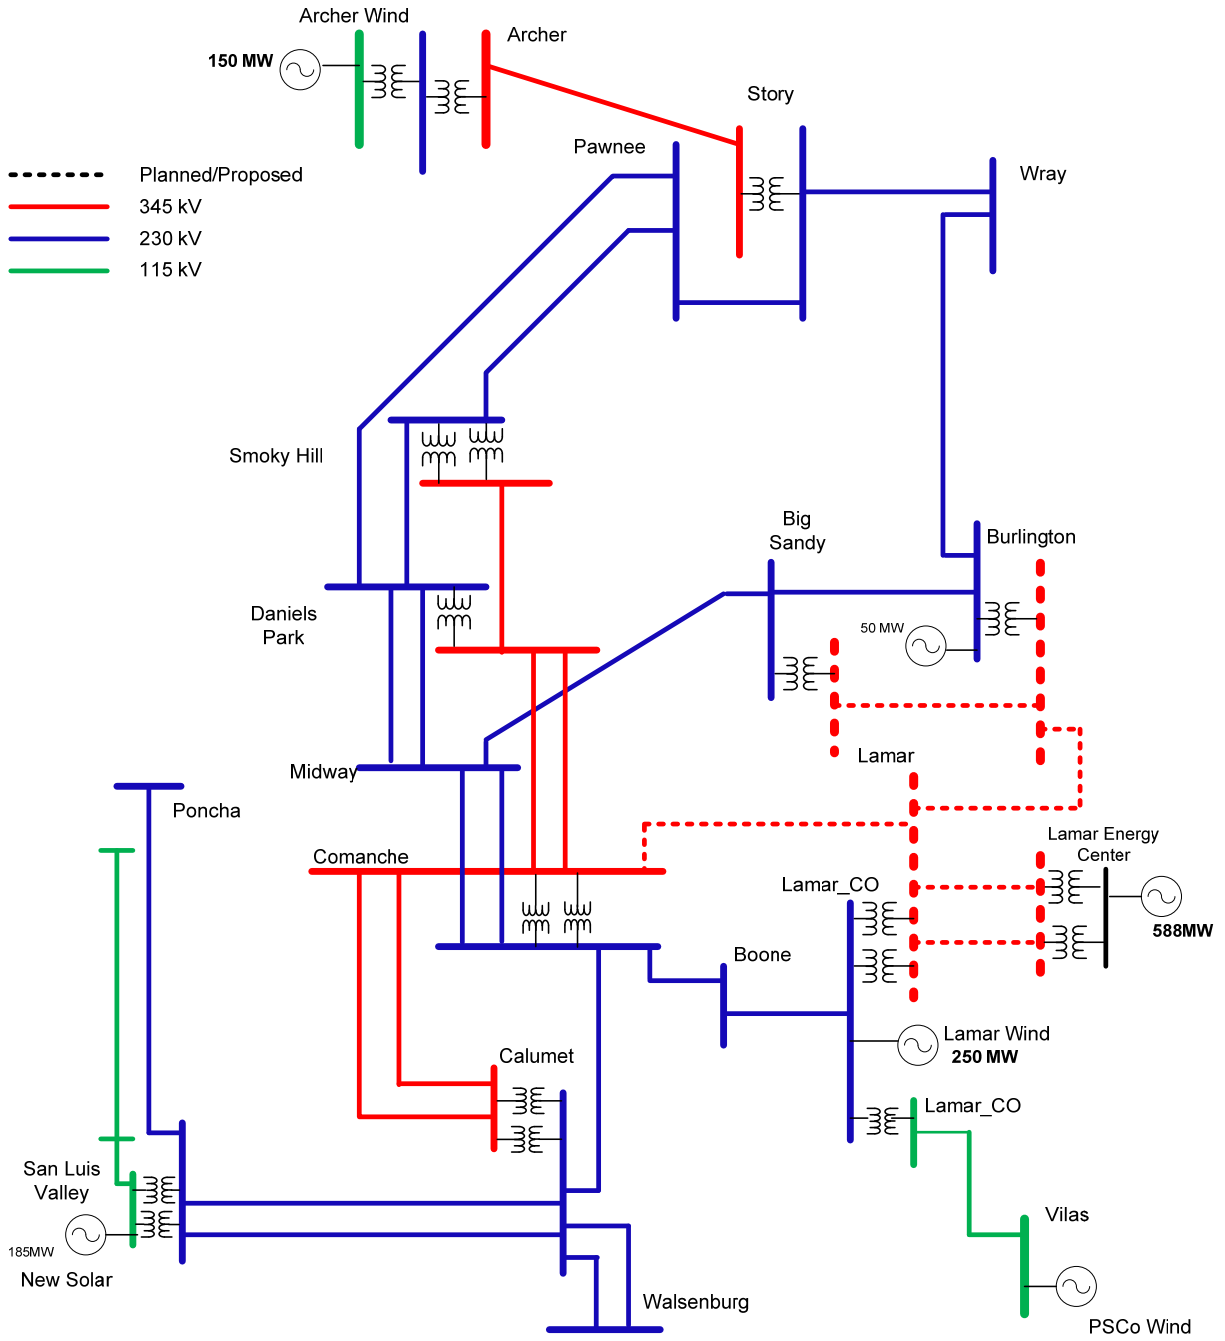 Archer Wind
Archer
150 MW
Story
Pawnee
Planned/Proposed
345 kV
230 kV
115 kV
Wray
Smoky Hill
Big
Sandy
Burlington
Daniels
Park
50 MW
Lamar
Midway
Poncha
Comanche
Lamar Energy
Center
Lamar_CO
588MW
Boone
Lamar Wind
250 MW
Calumet
Lamar_CO
San Luis
Valley
185MW
New Solar
Vilas
Walsenburg
PSCo Wind